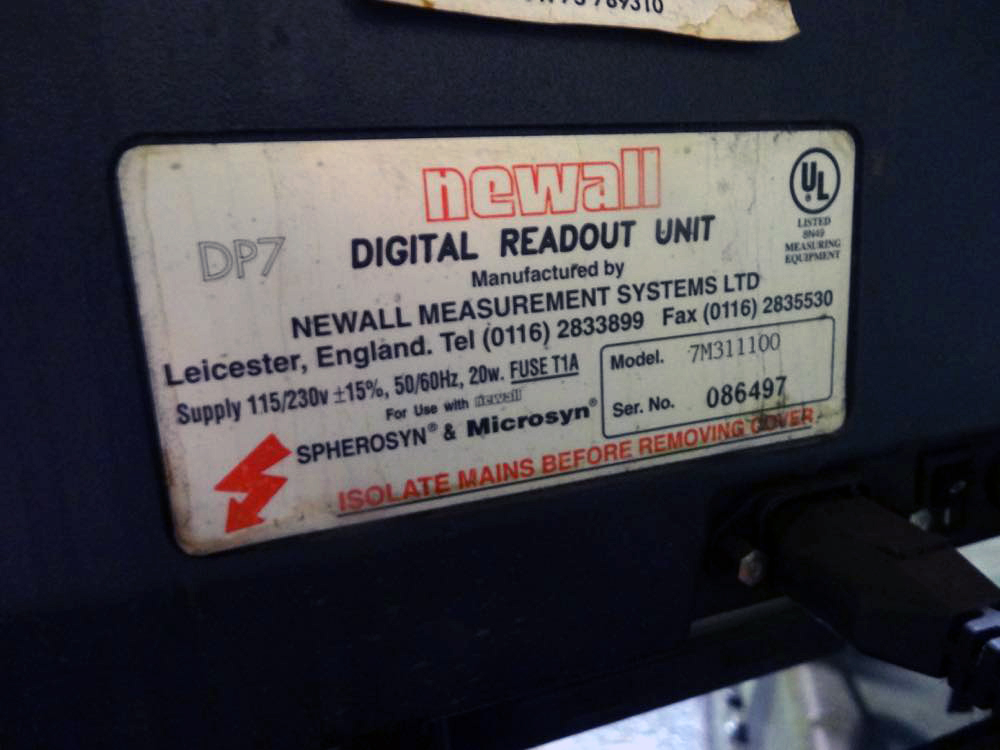 789310
newall
DP7
DIGITAL READOUT UNIT
Manufactured by
NEWALL MEASUREMENT SYSTEMS LTD
Leicester, England. Tel (0116) 2833899 Fax (0116) 2835530
Supply 115/230v ±15%, 50/60Hz, 20w. FUSE T1A
For Use with newall
SPHEROSYN® & Microsyn®
Model. 7M311100
Ser. No. 086497
ISOLATE MAINS BEFORE REMOVING COVER
UL
®
LISTED
8N49
MEASURING
EQUIPMENT